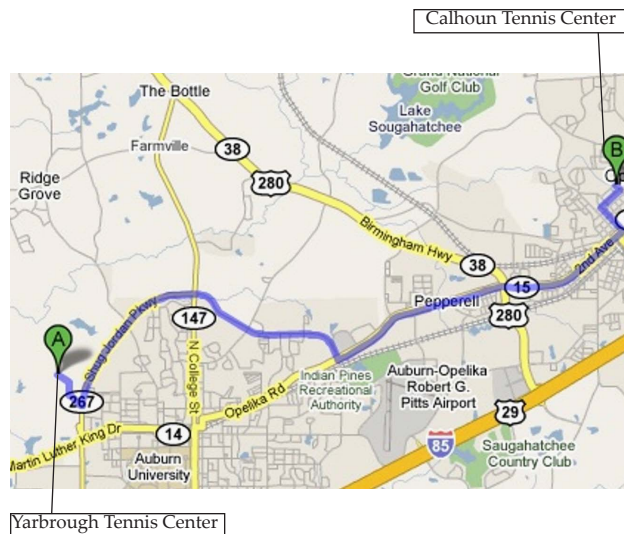 Calhoun Tennis Center
Grand National
Golf Club
The Bottle
Lake
Sougahatchee
38
Farmville
B
Ridge
Grove
280
Birmingham Hwy
2nd Ave
38
15
Pepperell
Shug Jordan Pkwy
147
280
A
N College St
Indian Pines
Recreational
Authority
Auburn-Opelika
Robert G.
Pitts Airport
267
Opelika Rd
29
Martin Luther King Dr
14
85
Saugahatchee
Country Club
Auburn
University
Yarbrough Tennis Center